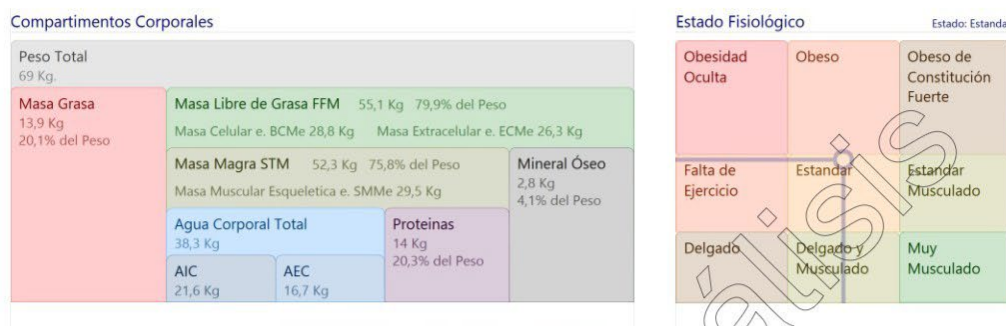 Compartimentos Corporales
Peso Total
69 Kg.
Masa Grasa
13,9 Kg
20,1% del Peso
Masa Libre de Grasa FFM 55,1 Kg 79,9% del Peso
Masa Celular e. BCMe 28,8 Kg Masa Extracelular e. ECMe 26,3 Kg
Masa Magra STM 52,3 Kg 75,8% del Peso
Masa Muscular Esqueletica e. SMMe 29,5 Kg
Mineral Óseo
2,8 Kg
4,1% del Peso
Agua Corporal Total
38,3 Kg
Proteinas
14 Kg
20,3% del Peso
AIC
21,6 Kg
AEC
16,7 Kg
Estado Fisiológico Estado: Estanda
Obesidad
Oculta
Obeso
Obeso de
Constitución
Fuerte
Falta de
Ejercicio
Estandar
Estandar
Musculado
Delgado
Delgado y
Musculado
Muy
Musculado
álisis